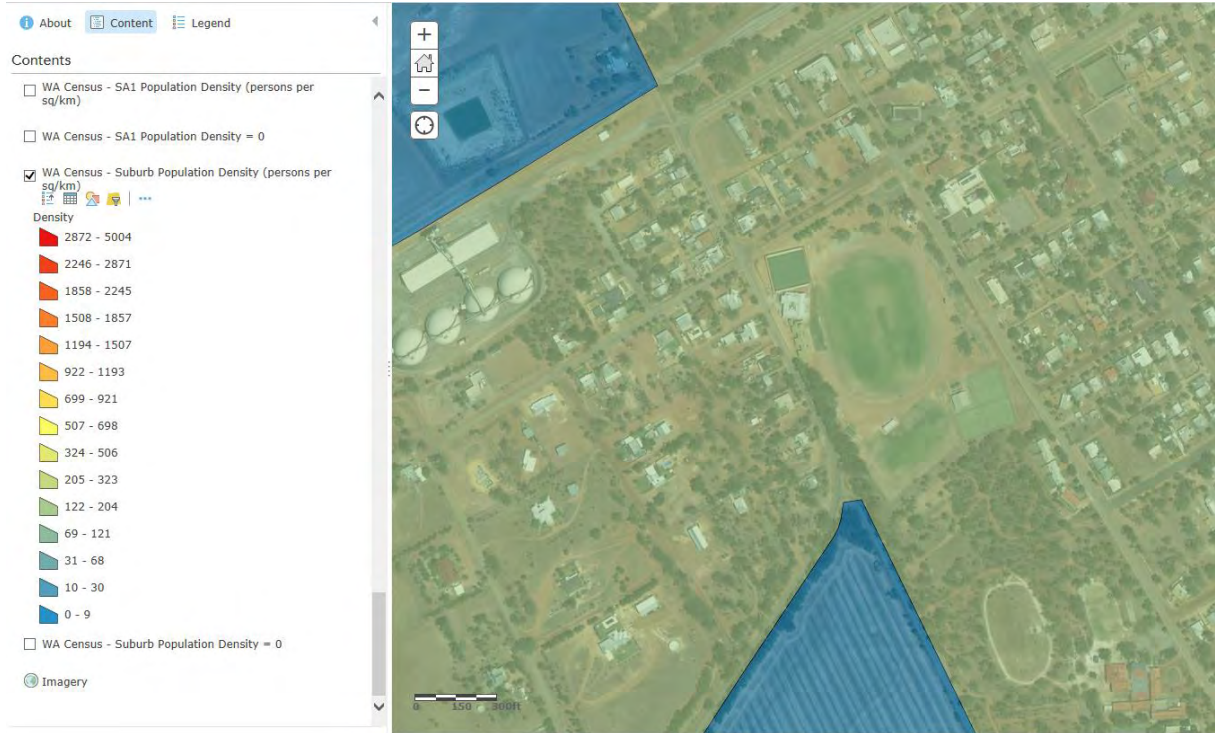 About Content Legend
Contents
WA Census - SA1 Population Density (persons per
sq/km)
WA Census - SA1 Population Density = 0
WA Census - Suburb Population Density (persons per
sq/km)
Density
2872 - 5004
2246 - 2871
1858 - 2245
1508 - 1857
1194 - 1507
922 - 1193
699 - 921
507 - 698
324 - 506
205 - 323
122 - 204
69 - 121
31 - 68
10 - 30
0 - 9
WA Census - Suburb Population Density = 0
Imagery
+
−
0 150 300ft